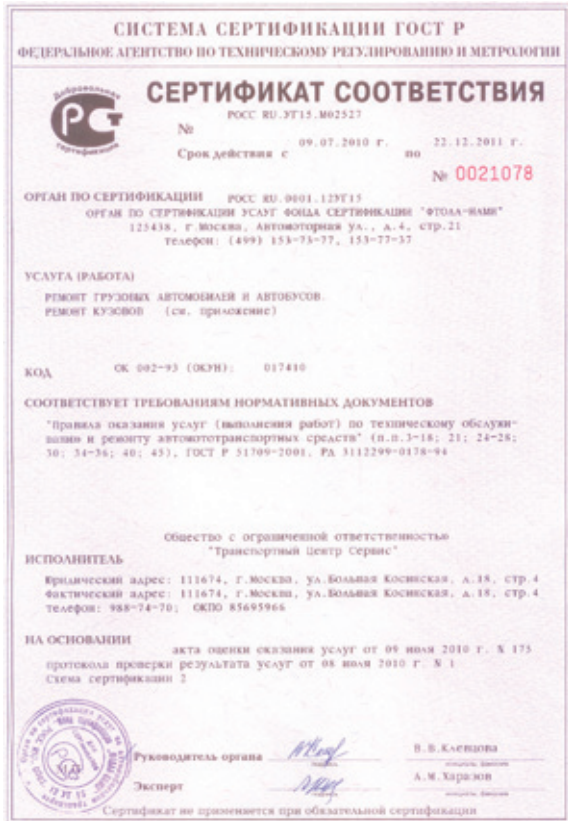 СИСТЕМА СЕРТИФИКАЦИИ ГОСТ Р
ФЕДЕРАЛЬНОЕ АГЕНТСТВО ПО ТЕХНИЧЕСКОМУ РЕГУЛИРОВАНИЮ И МЕТРОЛОГИИ
Добровольная
сертификация
СЕРТИФИКАТ СООТВЕТСТВИЯ
РОСС RU.УГ15.М02527
№
09.07.2010 г. 22.12.2011 г.
Срок действия с по
№ 0021078
ОРГАН ПО СЕРТИФИКАЦИИ РОСС RU.0001.12УГ15
ОРГАН ПО СЕРТИФИКАЦИИ УСЛУГ ФОНДА СЕРТИФИКАЦИИ "ФТОЛА-НАМИ"
125438, г.Москва, Автомоторная ул., д.4, стр.21
телефон: (499) 153-73-77, 153-77-37
УСЛУГА (РАБОТА)
РЕМОНТ ГРУЗОВЫХ АВТОМОБИЛЕЙ И АВТОБУСОВ.
РЕМОНТ КУЗОВОВ (см. приложение)
КОД ОК 002-93 (ОКУН): 017410
СООТВЕТСТВУЕТ ТРЕБОВАНИЯМ НОРМАТИВНЫХ ДОКУМЕНТОВ
"Правила оказания услуг (выполнения работ) по техническому обслужи-
ванию и ремонту автомототранспортных средств" (п.п.3-18; 21; 24-28;
30; 34-36; 40; 45), ГОСТ Р 51709-2001, РД 3112299-0178-94
Общество с ограниченной ответственностью
"Транспортный Центр Сервис"
ИСПОЛНИТЕЛЬ
Юридический адрес: 111674, г.Москва, ул.Большая Косинская, д.18, стр.4
Фактический адрес: 111674, г.Москва, ул.Большая Косинская, д.18, стр.4
телефон: 988-74-70; ОКПО 85695966
НА ОСНОВАНИИ
акта оценки оказания услуг от 09 июля 2010 г. N 175
протокола проверки результата услуг от 08 июля 2010 г. N 1
Схема сертификации 2
Руководитель органа В.В.Клепцова
Эксперт А.М.Харазов
Сертификат не применяется при обязательной сертификации